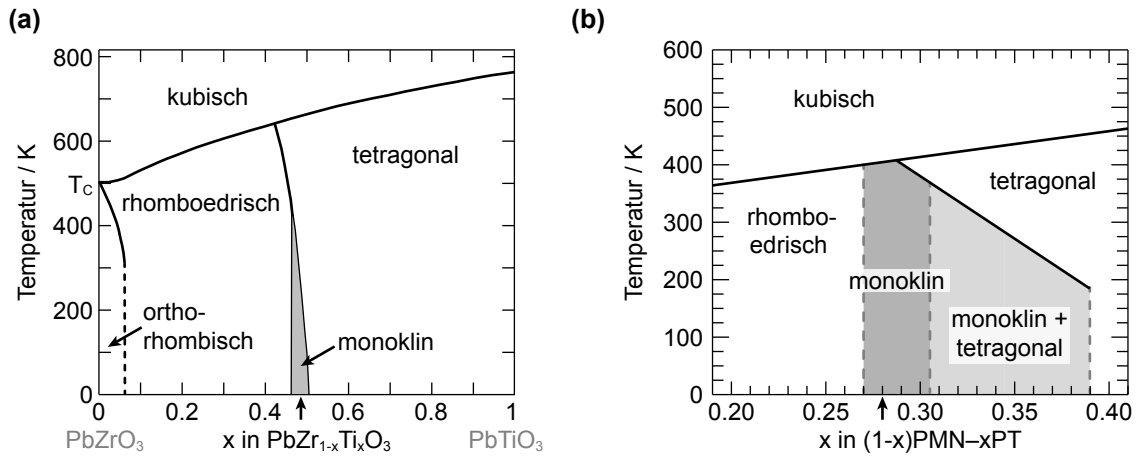 (a)
800
600
T_C
400
200
0
Temperatur / K
kubisch
tetragonal
rhomboedrisch
ortho-
rhombisch
monoklin
0 0.2 0.4 0.6 0.8 1
PbZrO₃ x in PbZr₁₋ₓTiₓO₃ PbTiO₃
(b)
600
500
400
300
200
100
0
Temperatur / K
kubisch
tetragonal
rhombo-
edrisch
monoklin
monoklin +
tetragonal
0.20 0.25 0.30 0.35 0.40
x in (1-x)PMN–xPT